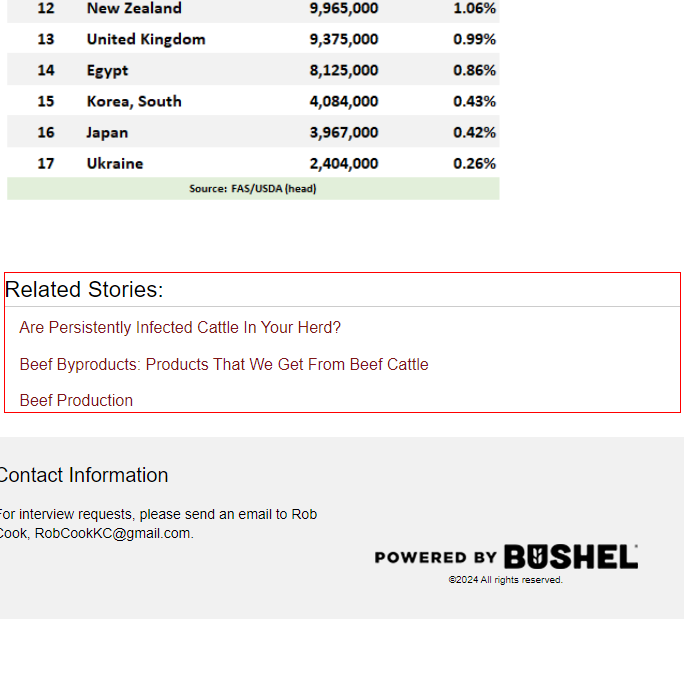 12 New Zealand 9,965,000 1.06%
13 United Kingdom 9,375,000 0.99%
14 Egypt 8,125,000 0.86%
15 Korea, South 4,084,000 0.43%
16 Japan 3,967,000 0.42%
17 Ukraine 2,404,000 0.26%
Source: FAS/USDA (head)
Related Stories:
Are Persistently Infected Cattle In Your Herd?
Beef Byproducts: Products That We Get From Beef Cattle
Beef Production
Contact Information
For interview requests, please send an email to Rob
Cook, RobCookKC@gmail.com.
POWERED BY BUSHEL
©2024 All rights reserved.